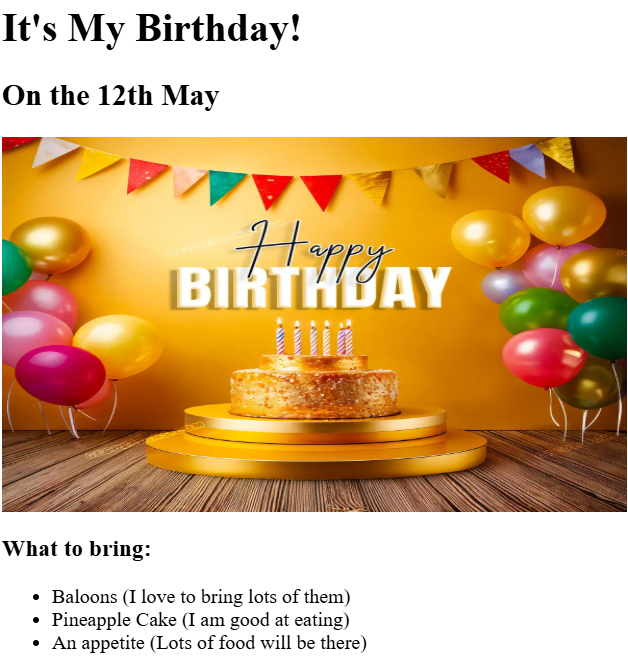 It's My Birthday!
On the 12th May
Happy
BIRTHDAY
What to bring:
• Baloons (I love to bring lots of them)
• Pineapple Cake (I am good at eating)
• An appetite (Lots of food will be there)